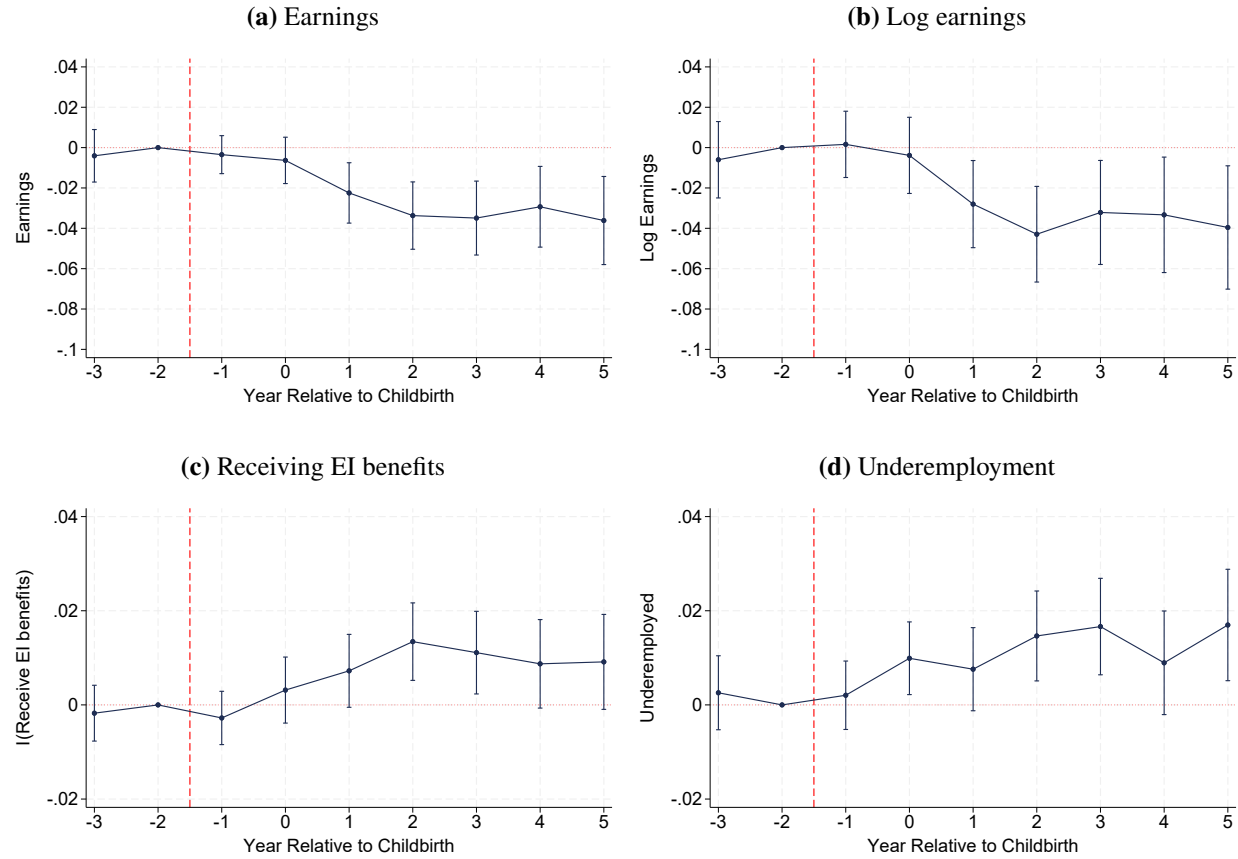 (a) Earnings
.04
.02
0
-.02
-.04
-.06
-.08
-.1
Earnings
-3 -2 -1 0 1 2 3 4 5
Year Relative to Childbirth
(b) Log earnings
.04
.02
0
-.02
-.04
-.06
-.08
-.1
Log Earnings
-3 -2 -1 0 1 2 3 4 5
Year Relative to Childbirth
(c) Receiving EI benefits
.04
.02
0
-.02
I(Receive EI benefits)
-3 -2 -1 0 1 2 3 4 5
Year Relative to Childbirth
(d) Underemployment
.04
.02
0
-.02
Underemployed
-3 -2 -1 0 1 2 3 4 5
Year Relative to Childbirth